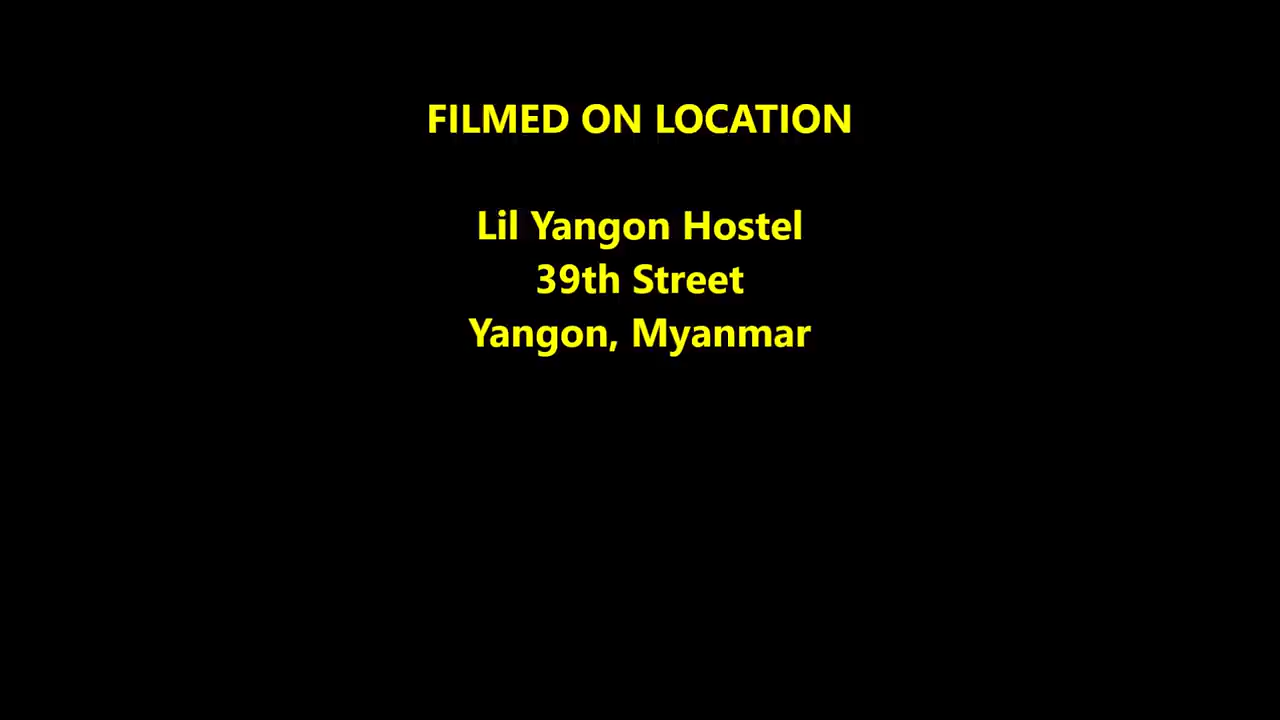 FILMED ON LOCATION
Lil Yangon Hostel
39th Street
Yangon, Myanmar